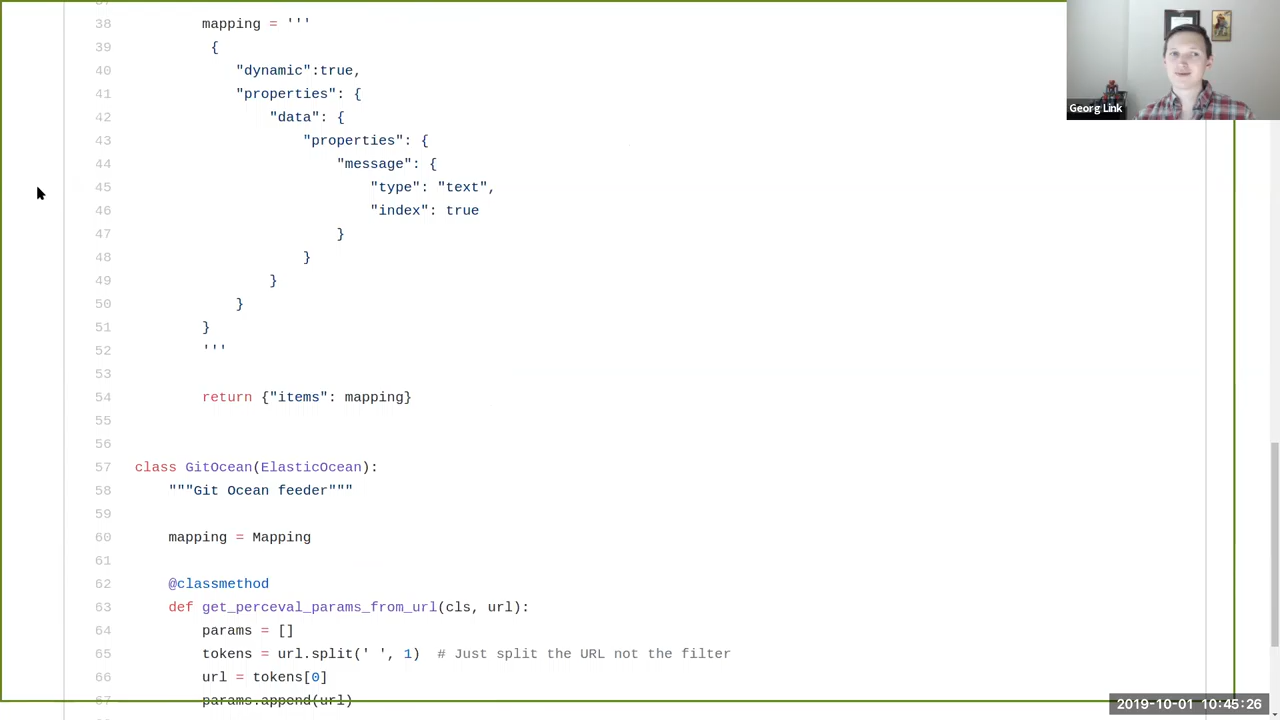 38 mapping = '''
39 {
40 "dynamic":true,
41 "properties": {
42 "data": {
43 "properties": {
44 "message": {
45 "type": "text",
46 "index": true
47 }
48 }
49 }
50 }
51 }
52 '''
53
54 return {"items": mapping}
55
56
57 class GitOcean(ElasticOcean):
58 """Git Ocean feeder"""
59
60 mapping = Mapping
61
62 @classmethod
63 def get_perceval_params_from_url(cls, url):
64 params = []
65 tokens = url.split(' ', 1)  # Just split the URL not the filter
66 url = tokens[0]
67 params.append(url)
Georg Link
2019-10-01 10:45:26